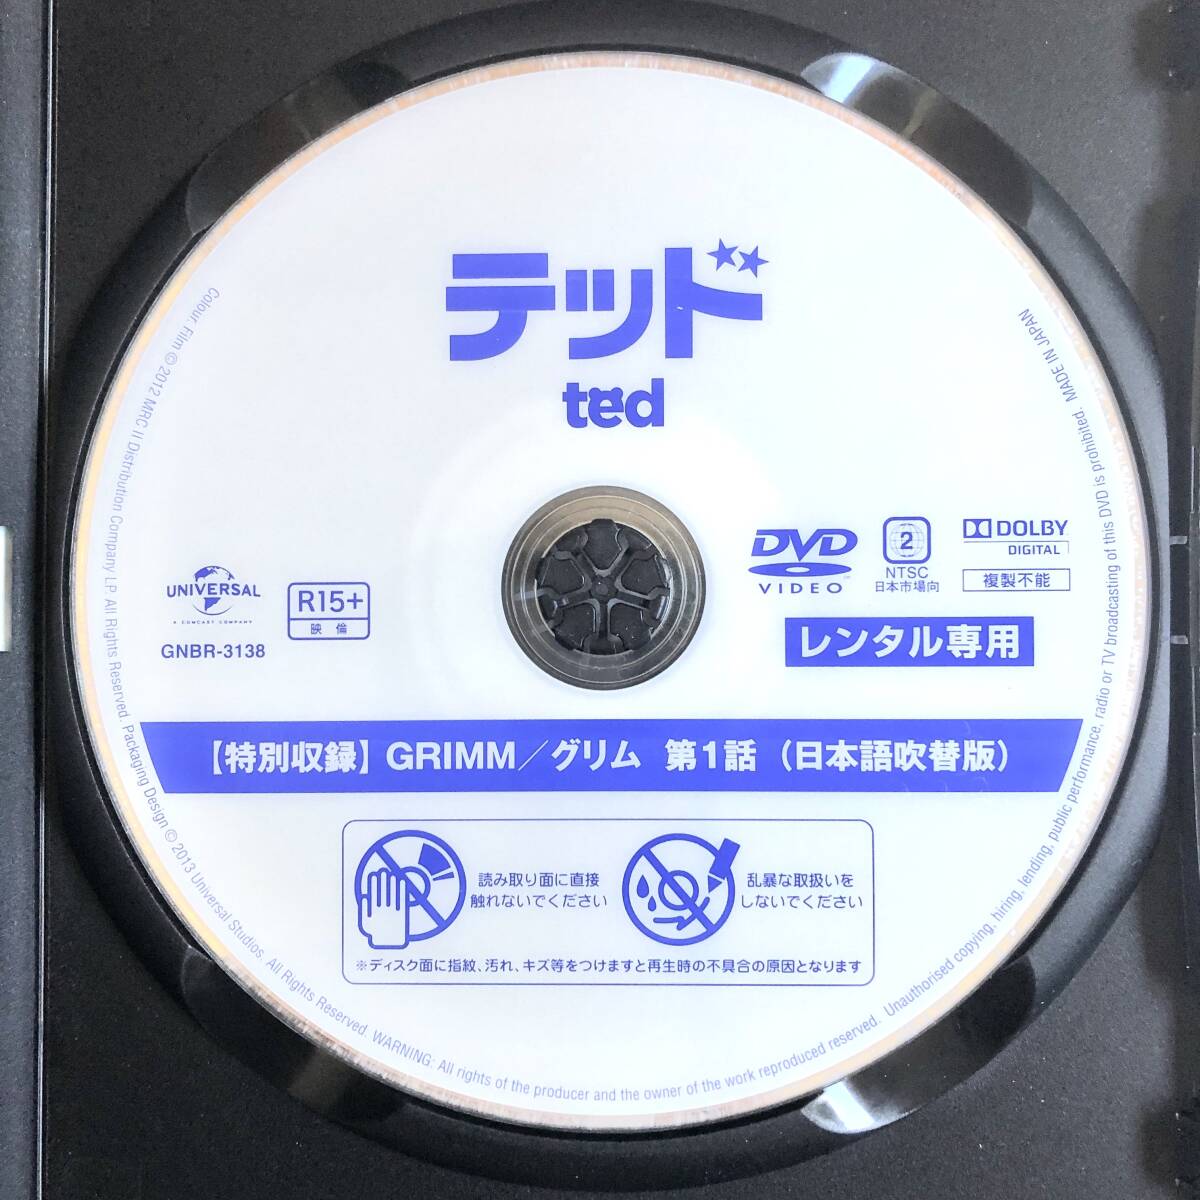 テッド
ted
UNIVERSAL
A COMCAST COMPANY
GNBR-3138
R15+
映倫
DVD
VIDEO
2
NTSC
日本市場向
DOLBY
DIGITAL
複製不能
レンタル専用
【特別収録】GRIMM／グリム 第1話（日本語吹替版）
読み取り面に直接
触れないでください
乱暴な取扱いを
しないでください
※ディスク面に指紋、汚れ、キズ等をつけますと再生時の不具合の原因となります
Colour Film © 2012 MRC II Distribution Company LP. All Rights Reserved. Packaging Design © 2013 Universal Studios. All Rights Reserved. WARNING: All rights of the producer and the owner of the work reproduced reserved. Unauthorised copying, hiring, lending, public performance, radio or TV broadcasting of this DVD is prohibited. MADE IN JAPAN